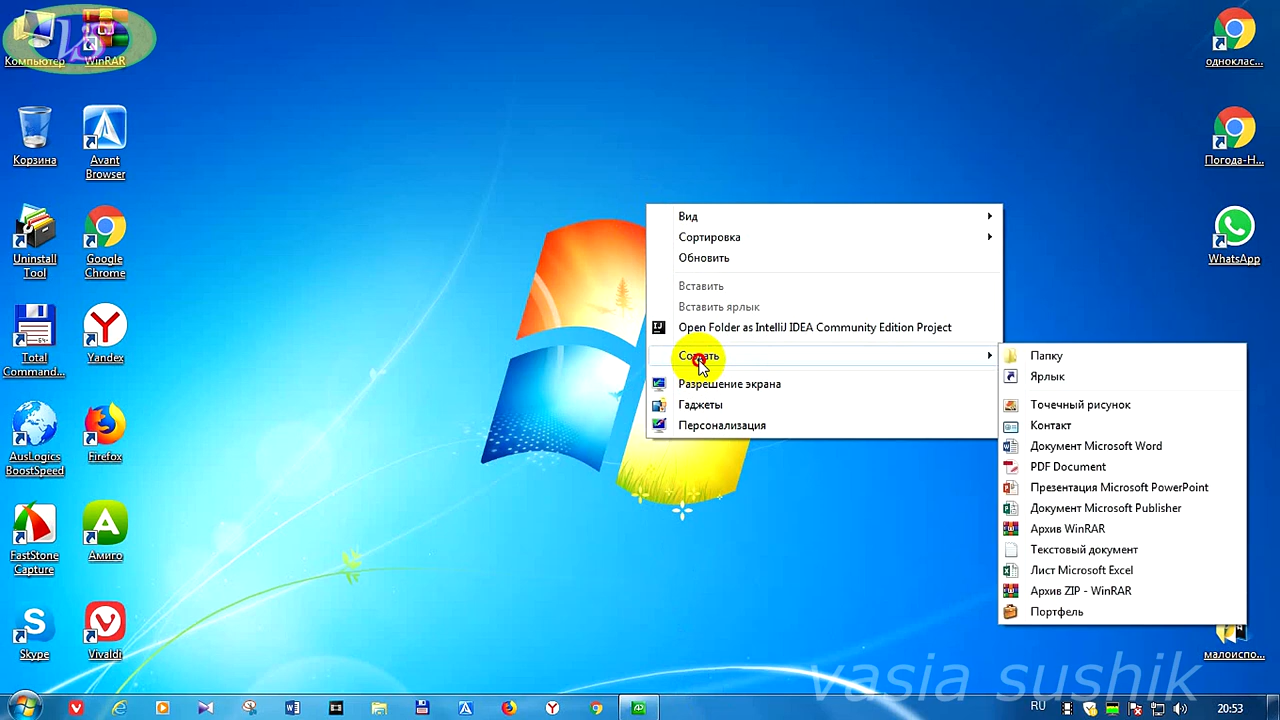 Компьютер
WinRAR
Корзина
Avant
Browser
Uninstall
Tool
Google
Chrome
Total
Command...
Yandex
AusLogics
BoostSpeed
Firefox
FastStone
Capture
Амиго
Skype
Vivaldi
Вид
Сортировка
Обновить
Вставить
Вставить ярлык
Open Folder as IntelliJ IDEA Community Edition Project
Создать
Разрешение экрана
Гаджеты
Персонализация
Папку
Ярлык
Точечный рисунок
Контакт
Документ Microsoft Word
PDF Document
Презентация Microsoft PowerPoint
Документ Microsoft Publisher
Архив WinRAR
Текстовый документ
Лист Microsoft Excel
Архив ZIP - WinRAR
Портфель
одноклас...
Погода-Н...
WhatsApp
малоиспо...
vasia sushik
RU
20:53